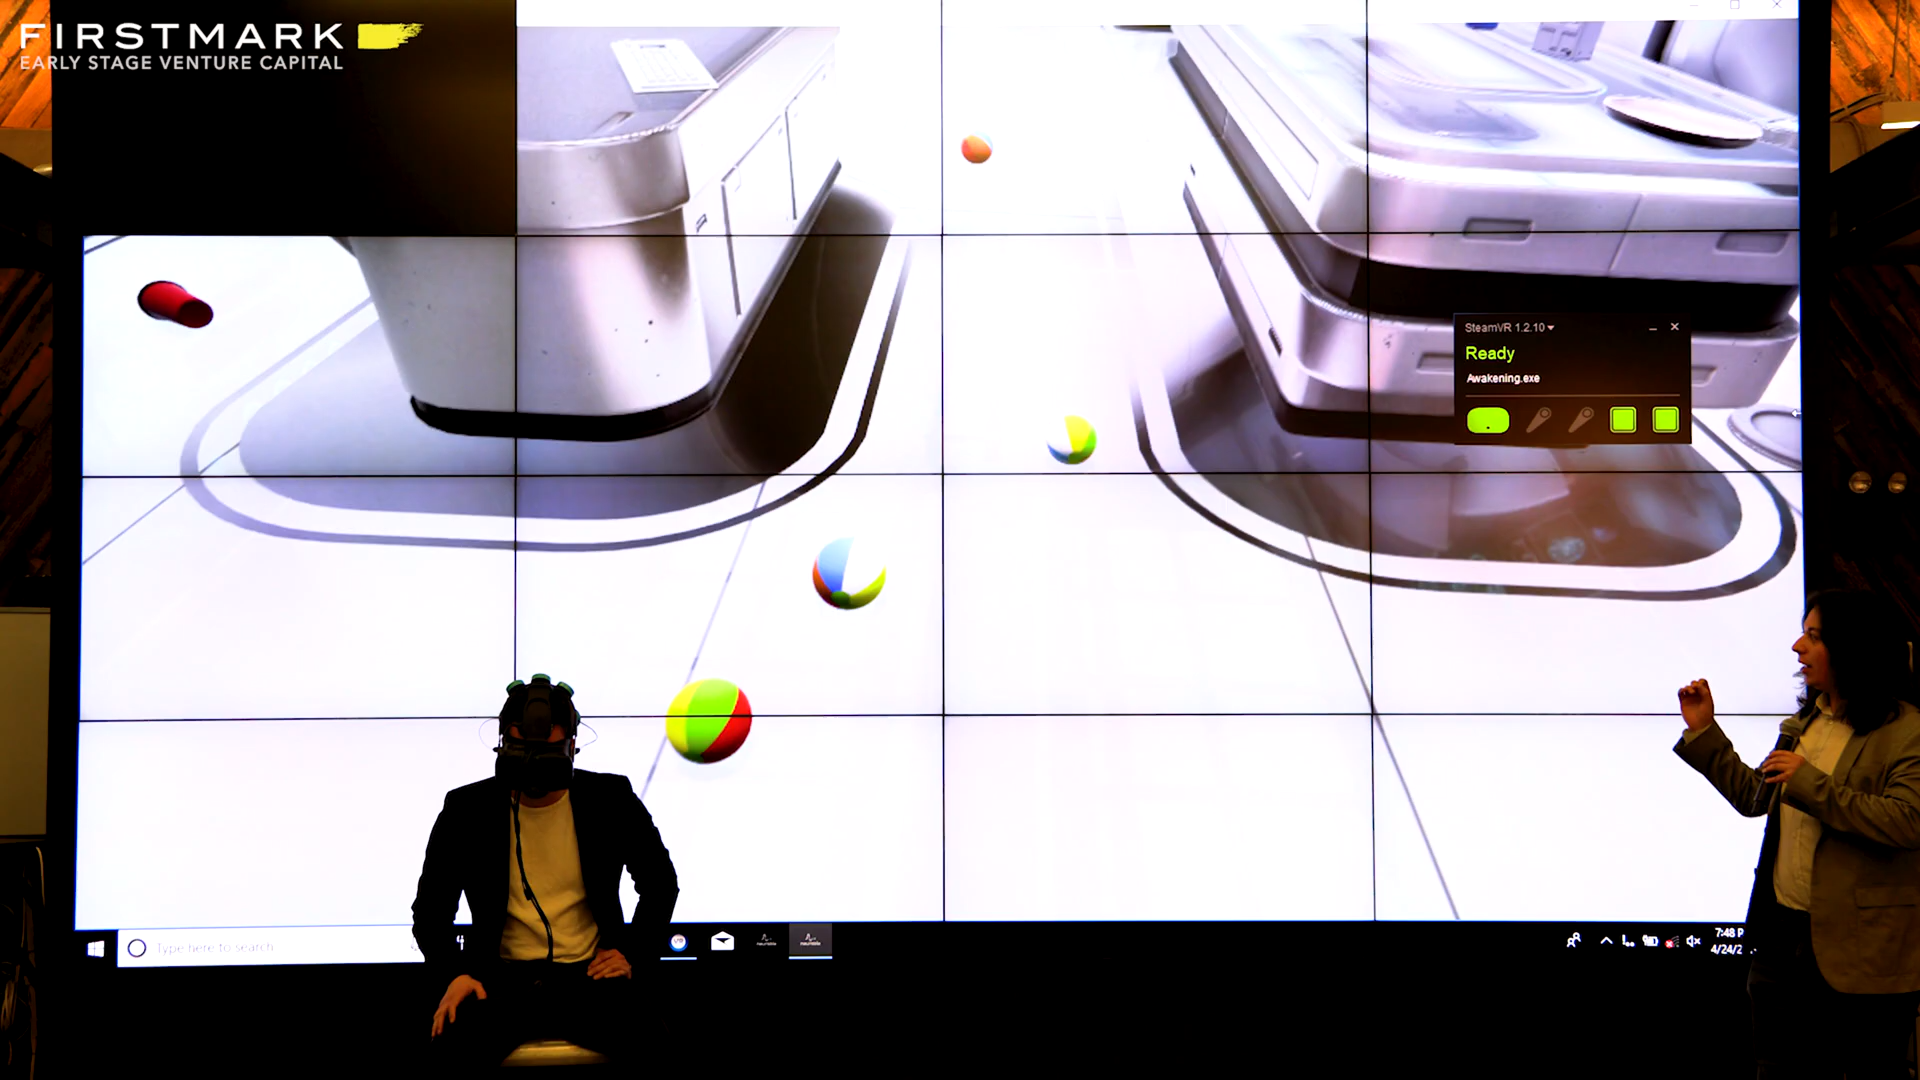 FIRSTMARK
EARLY STAGE VENTURE CAPITAL
SteamVR 1.2.10
Ready
Awakening.exe
Type here to search
7:48 P
4/24/2